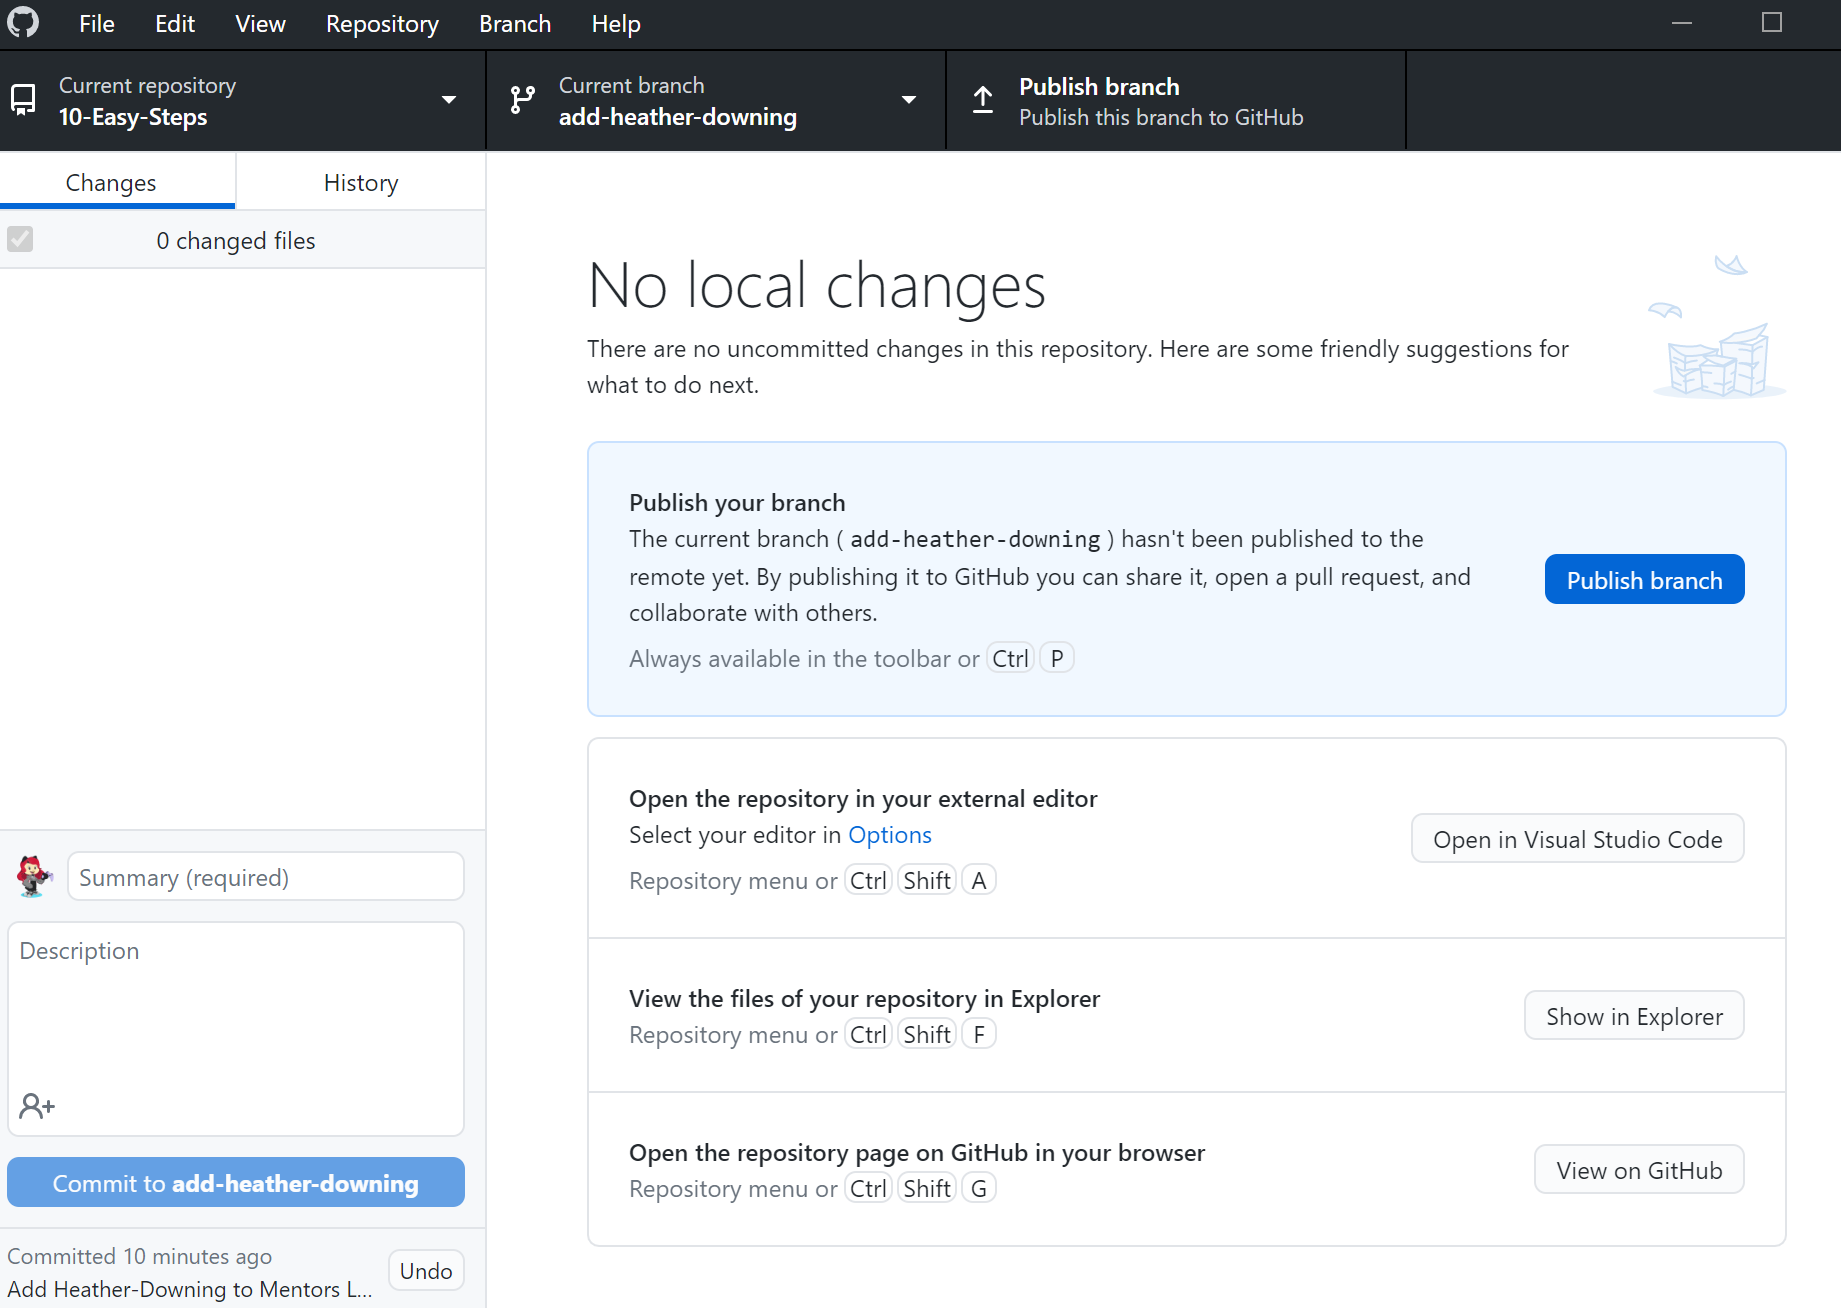 File Edit View Repository Branch Help
Current repository
10-Easy-Steps
Current branch
add-heather-downing
Publish branch
Publish this branch to GitHub
Changes
History
0 changed files
No local changes
There are no uncommitted changes in this repository. Here are some friendly suggestions for
what to do next.
Publish your branch
The current branch ( add-heather-downing ) hasn't been published to the
remote yet. By publishing it to GitHub you can share it, open a pull request, and
collaborate with others.
Always available in the toolbar or Ctrl P
Publish branch
Open the repository in your external editor
Select your editor in Options
Repository menu or Ctrl Shift A
Open in Visual Studio Code
View the files of your repository in Explorer
Repository menu or Ctrl Shift F
Show in Explorer
Open the repository page on GitHub in your browser
Repository menu or Ctrl Shift G
View on GitHub
Summary (required)
Description
Commit to add-heather-downing
Committed 10 minutes ago
Add Heather-Downing to Mentors L...
Undo